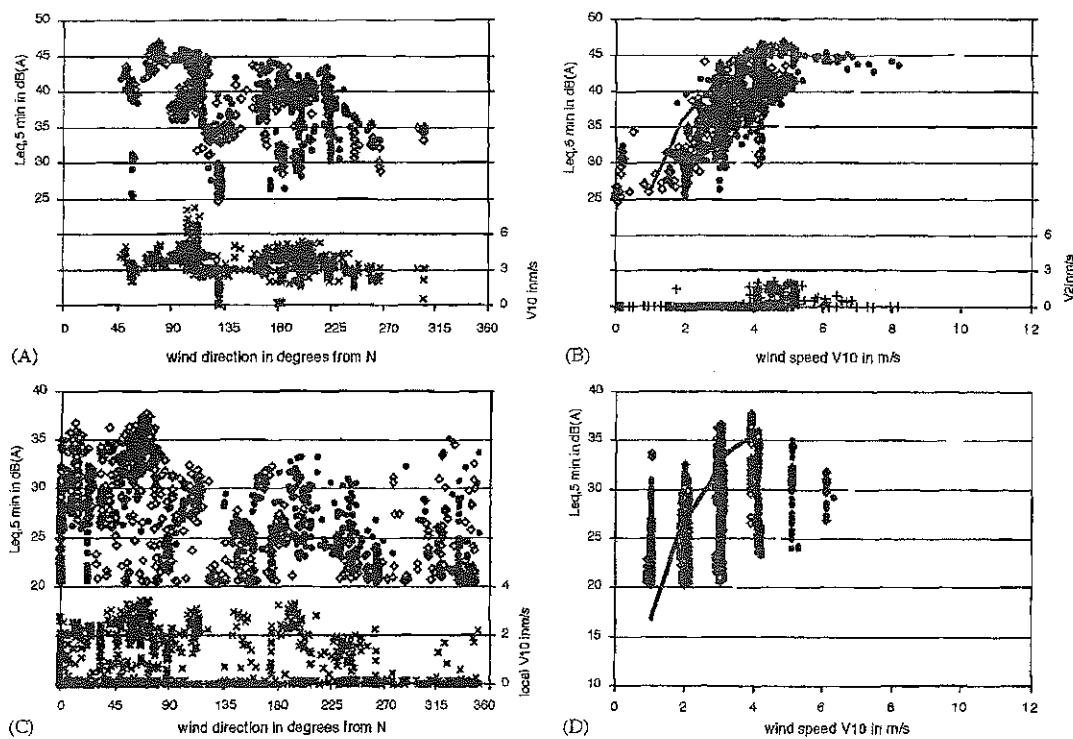 50
45
40
35
30
25
Leq,5 min in dB(A)
6
3
0
V10 inm/s
0 45 90 135 180 225 270 315 360
wind direction in degrees from N
(A)
60
55
50
45
40
35
30
25
Leq,5 min in dB(A)
6
3
0
V2inm/s
0 2 4 6 8 10 12
wind speed V10 in m/s
(B)
40
35
30
25
20
Leq,5 min in dB(A)
4
2
0
local V10 inm/s
0 45 90 135 180 225 270 315 360
wind direction in degrees from N
(C)
40
35
30
25
20
15
10
Leq,5 min in dB(A)
0 2 4 6 8 10 12
wind speed V10 in m/s
(D)